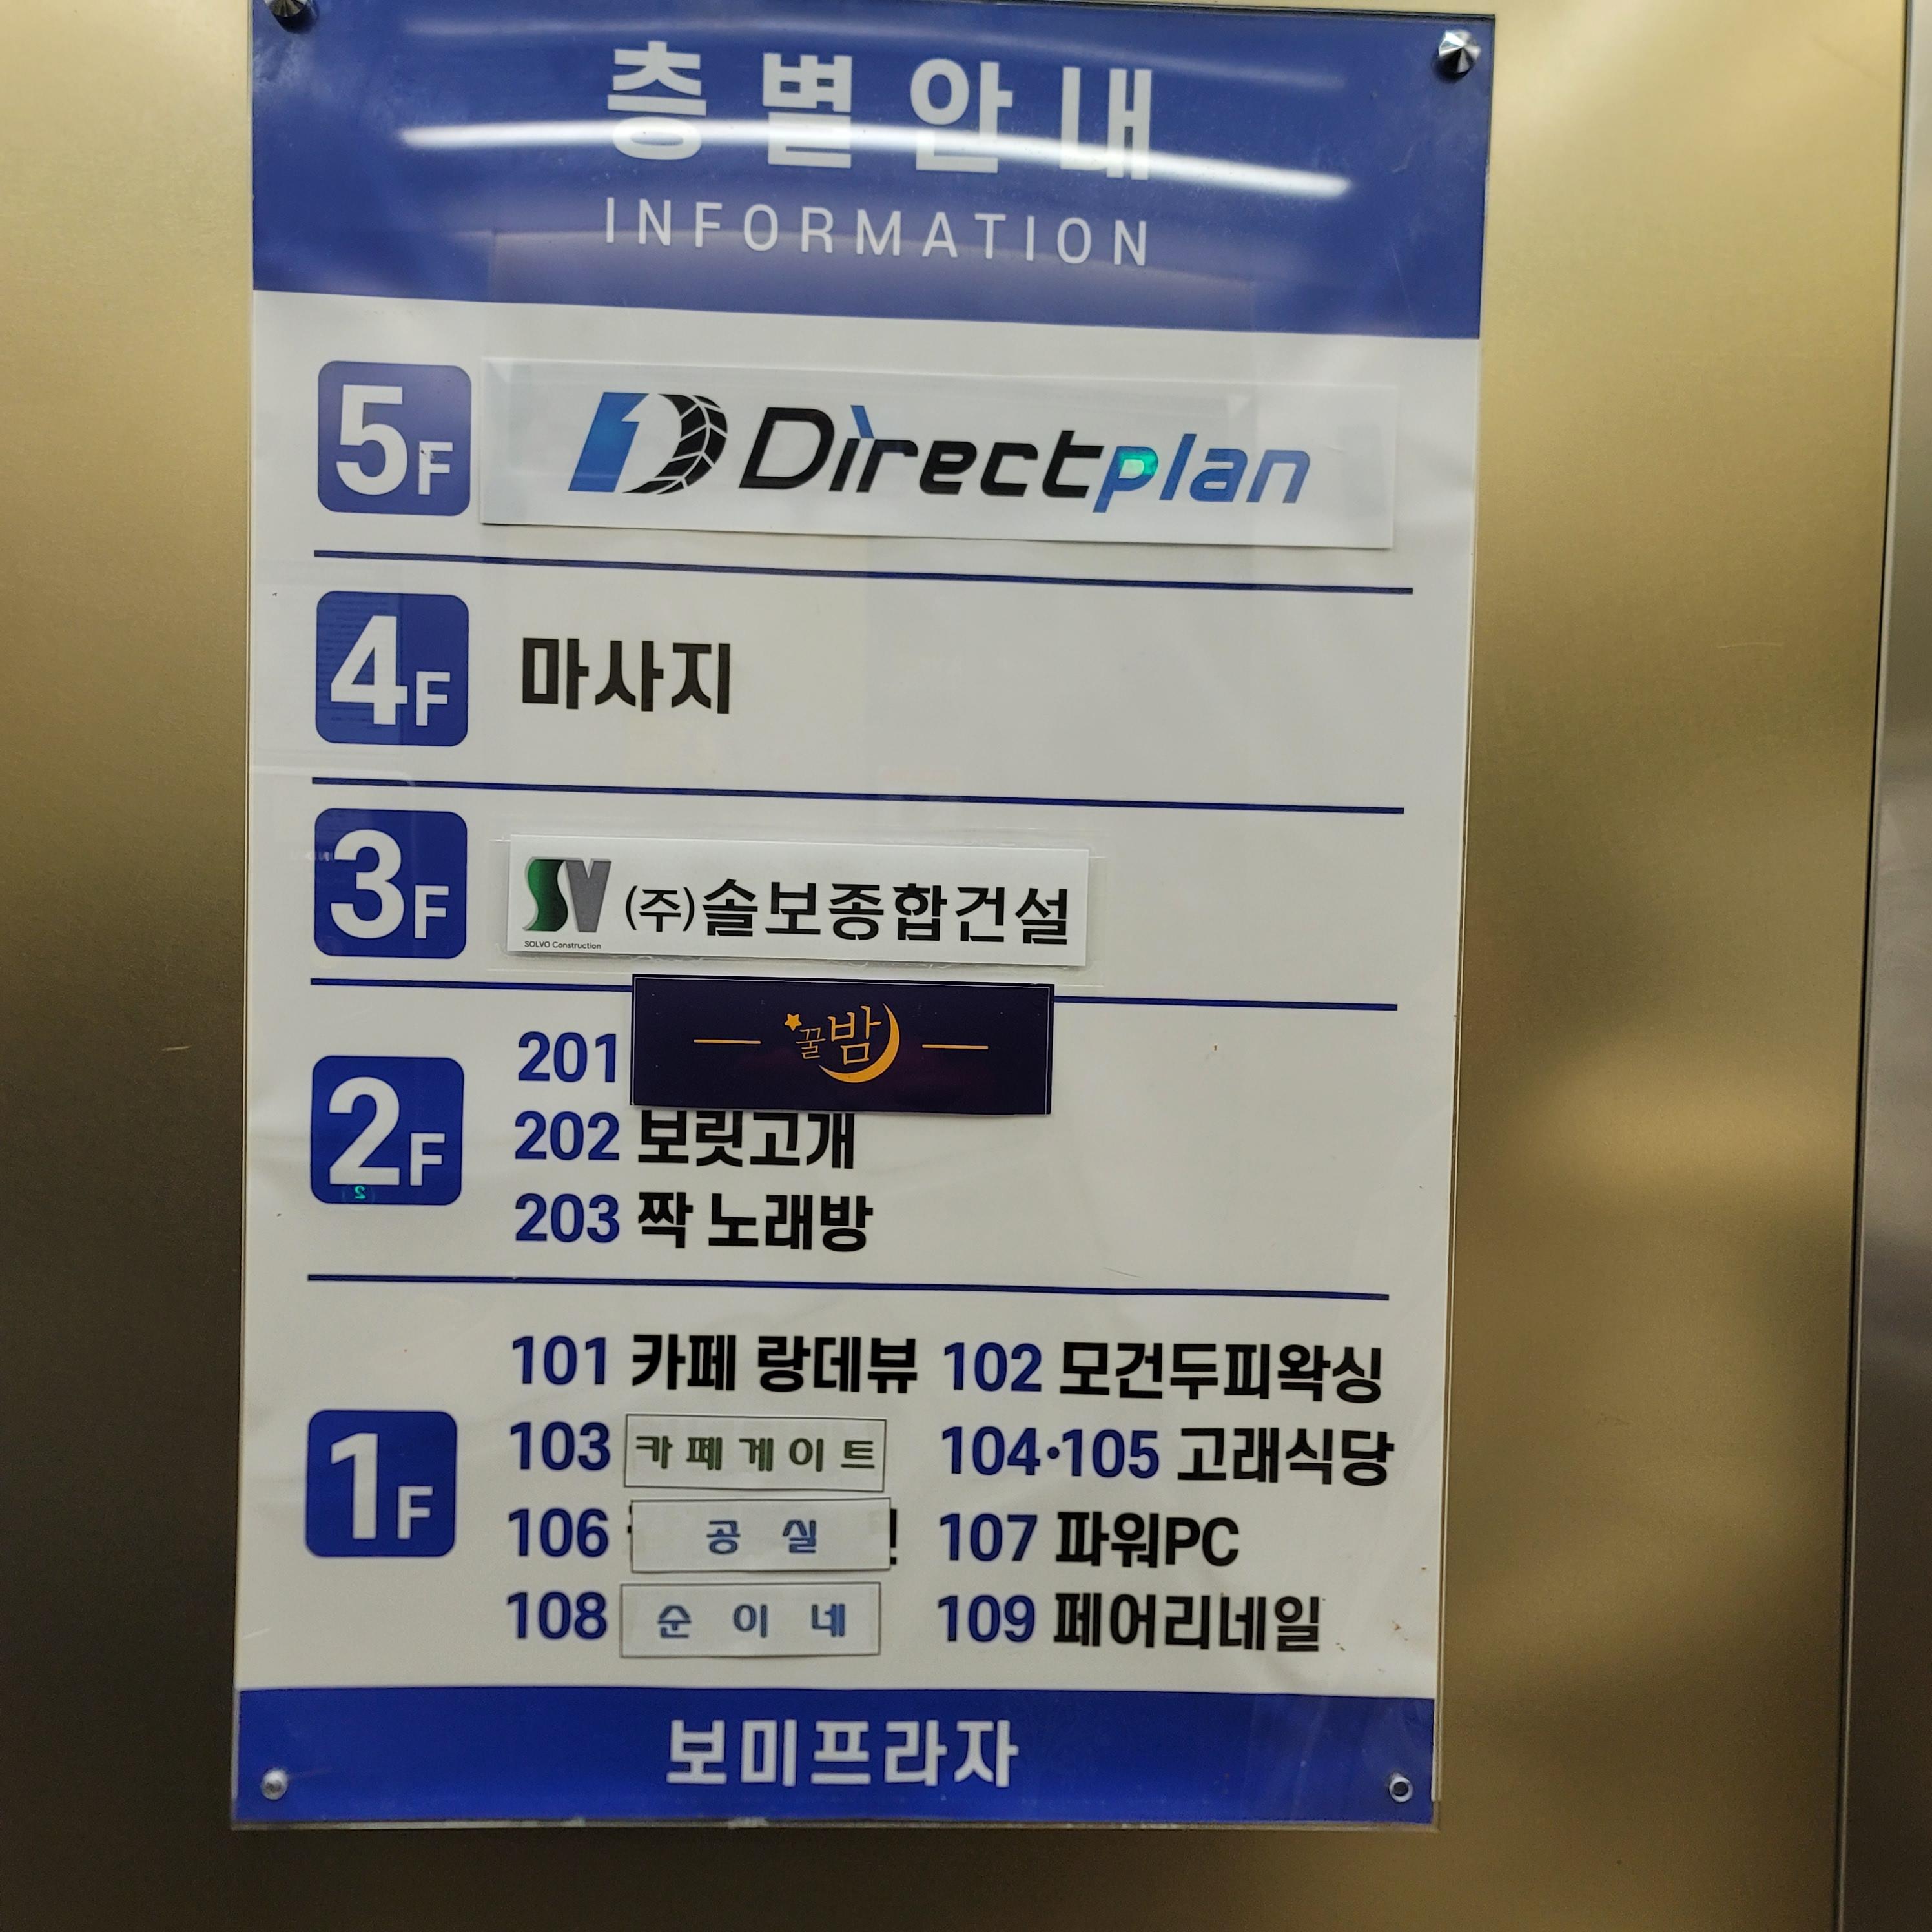 층별안내
INFORMATION
5F Directplan
4F 마사지
3F SV (주)솔보종합건설
SOLVO Construction
201 꿀밤
2F
202 보릿고개
203 짝 노래방
101 카페 랑데뷰 102 모건두피왁싱
103 카페게이트 104·105 고래식당
1F
106 공실 107 파워PC
108 순이네 109 페어리네일
보미프라자